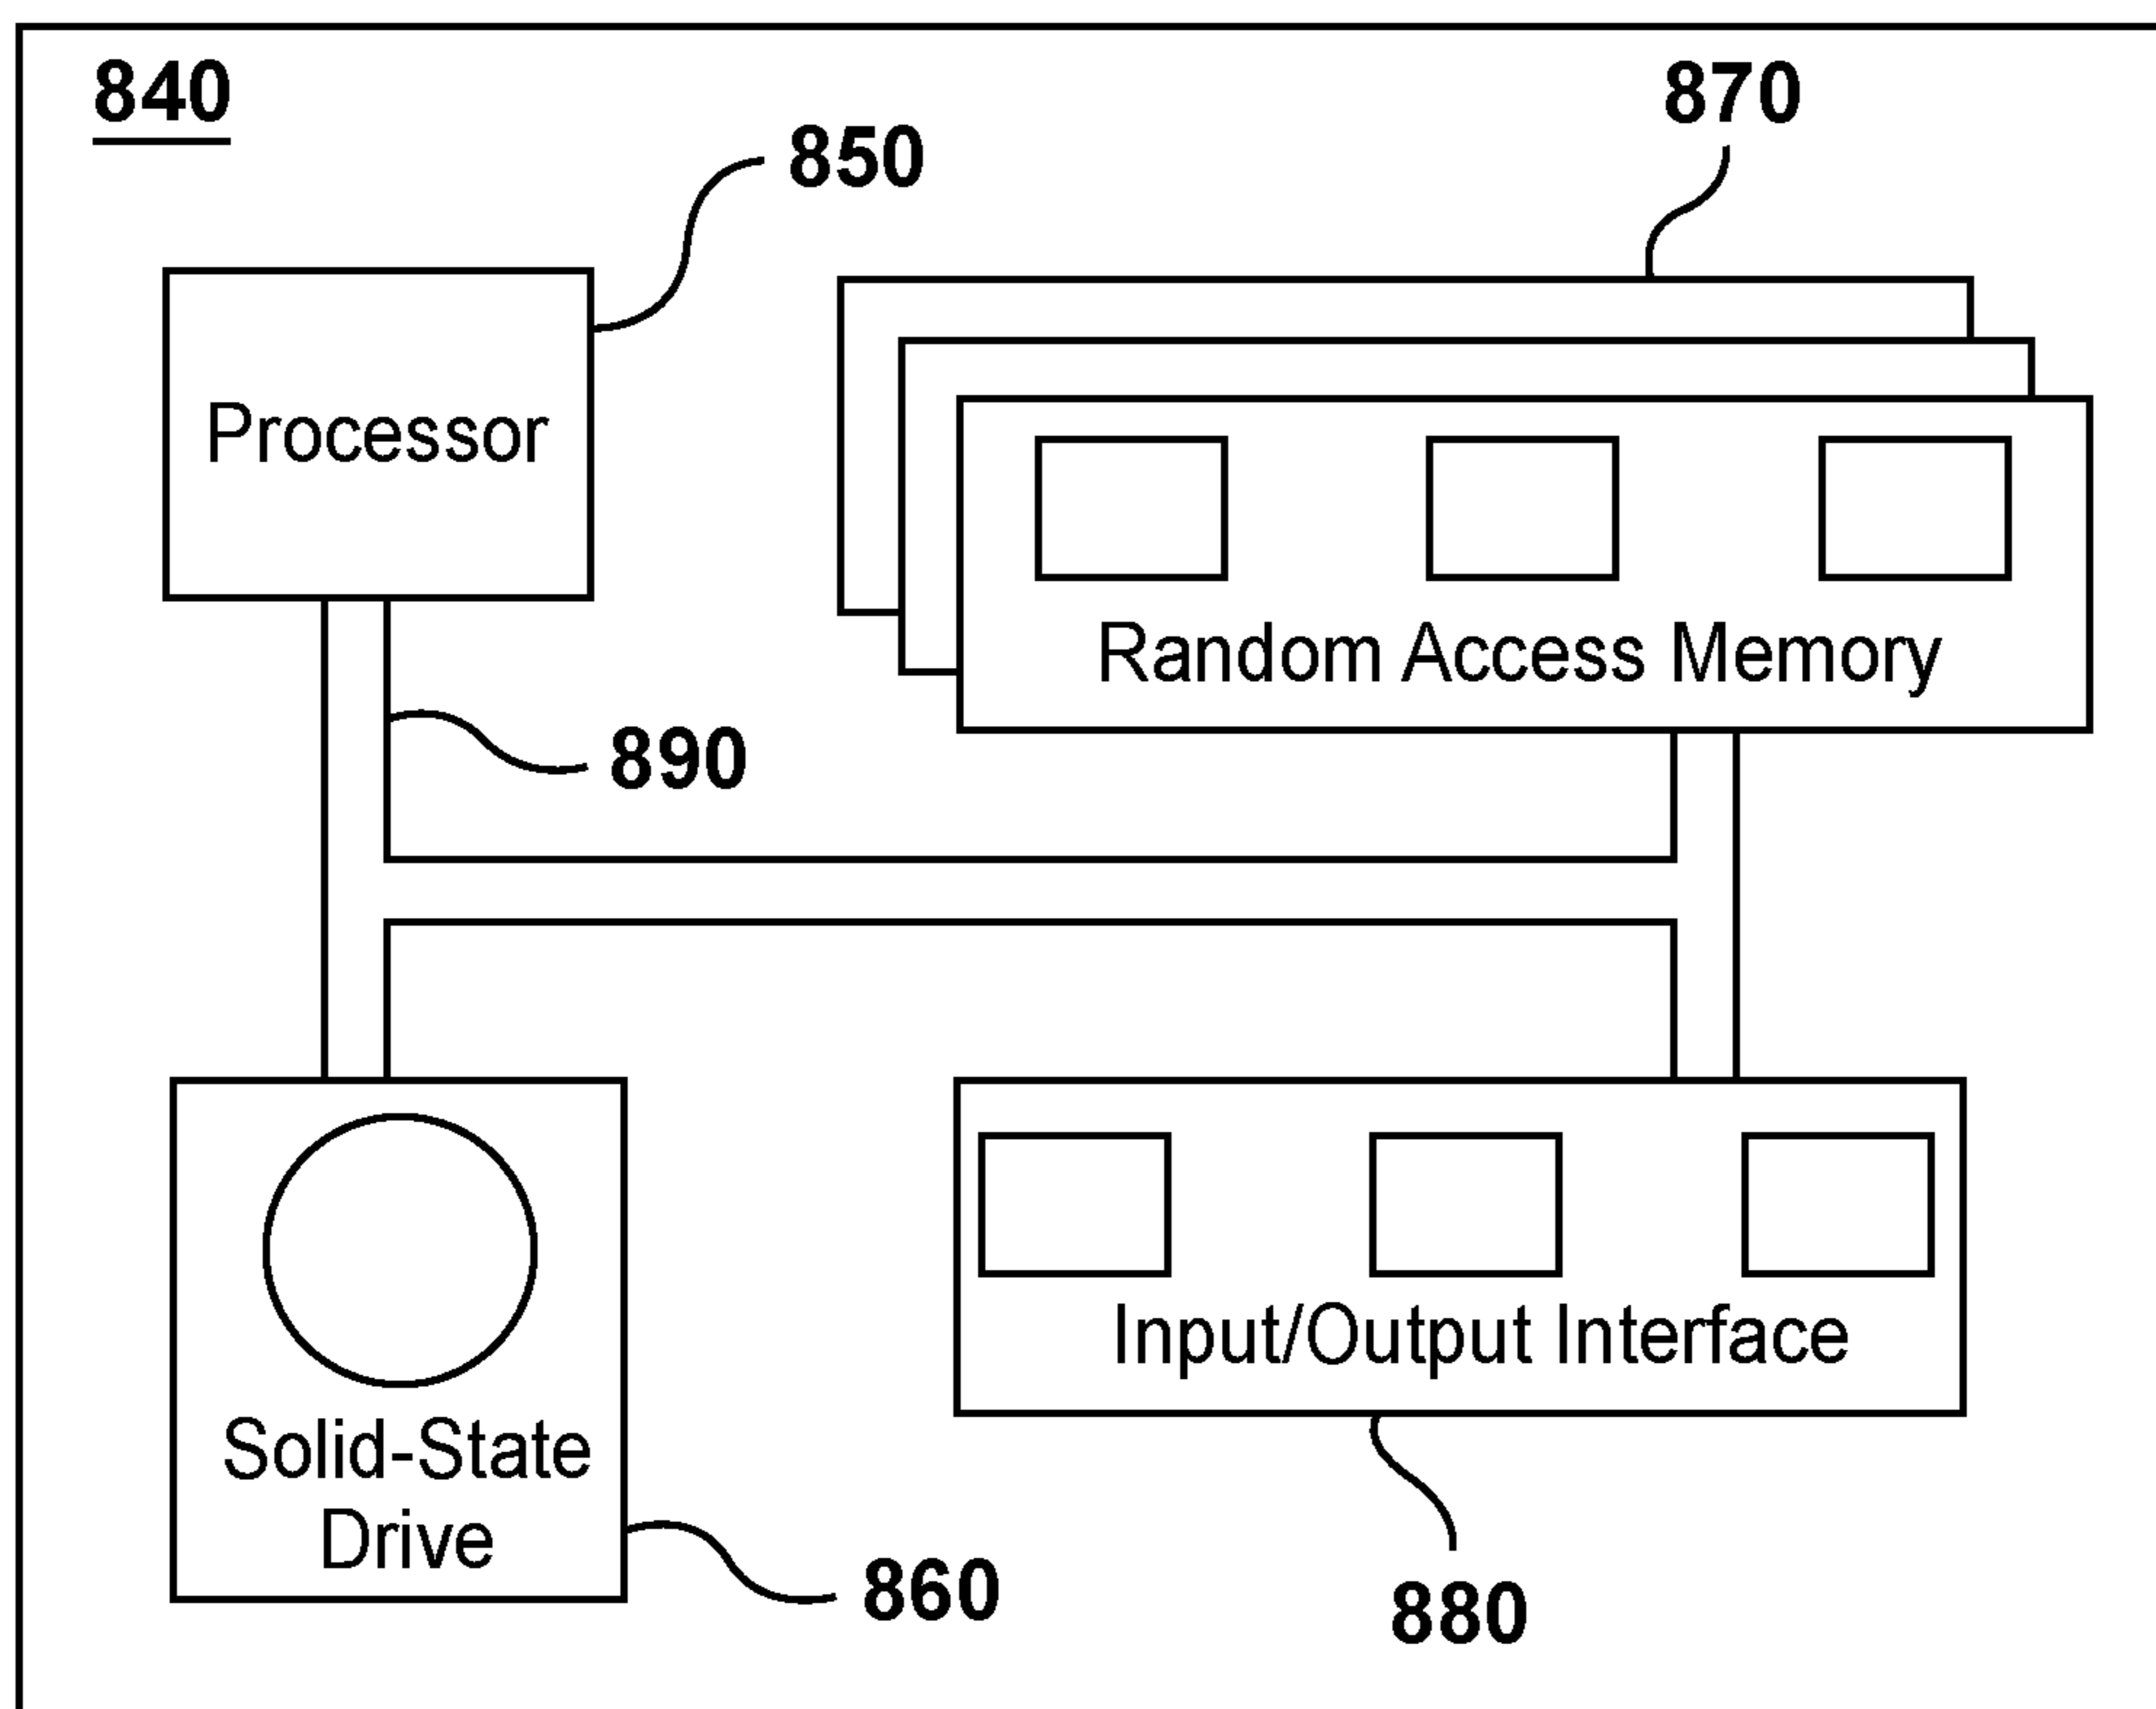 840
850
870
Processor
Random Access Memory
890
Input/Output Interface
Solid-State
Drive
860
880